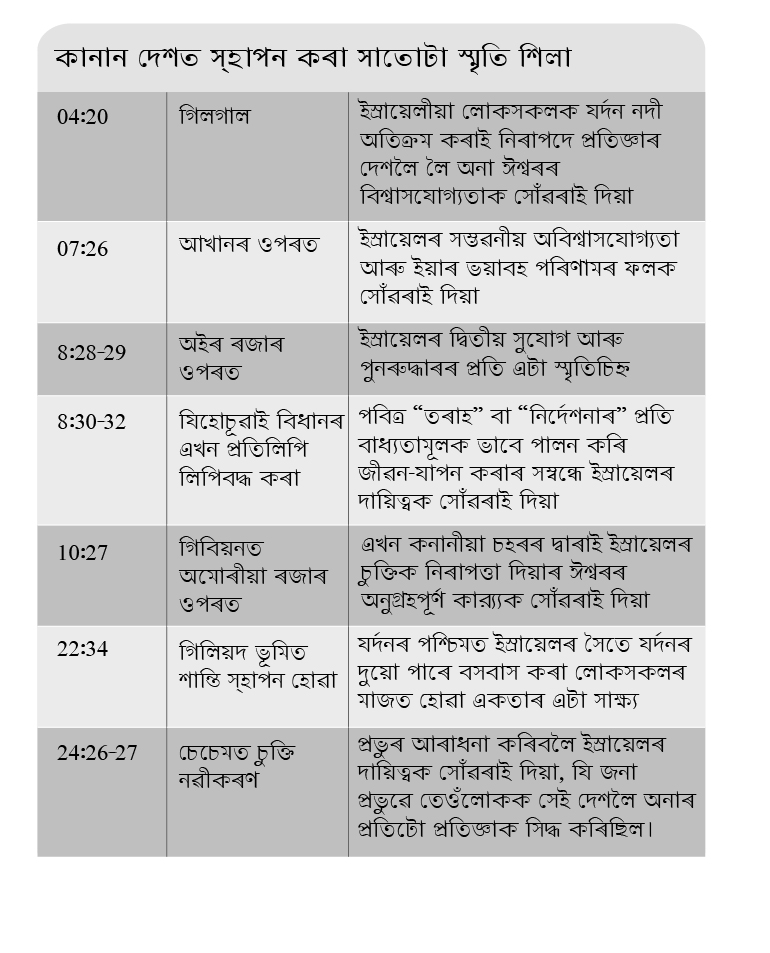 কানান দেশত স্হাপন কৰা সাতোটা স্মৃতি শিলা
04:20
গিলগাল
ইস্ৰায়েলীয়া লোকসকলক যৰ্দন নদী
অতিক্ৰম কৰাই নিৰাপদে প্ৰতিজ্ঞাৰ
দেশলৈ লৈ অনা ঈশ্বৰৰ
বিশ্বাসযোগ্যতাক সোঁৱৰাই দিয়া
07:26
আখানৰ ওপৰত
ইস্ৰায়েলৰ সম্ভৱনীয় অবিশ্বাসযোগ্যতা
আৰু ইয়াৰ ভয়াবহ পৰিণামৰ ফলক
সোঁৱৰাই দিয়া
8:28-29
অইৰ ৰজাৰ
ওপৰত
ইস্ৰায়েলৰ দ্বিতীয় সুযোগ আৰু
পুনৰুদ্ধাৰৰ প্ৰতি এটা স্মৃতিচিহ্ন
8:30-32
যিহোচূৱাই বিধানৰ
এখন প্ৰতিলিপি
লিপিবদ্ধ কৰা
পবিত্ৰ “তৰাহ” বা “নিৰ্দেশনাৰ” প্ৰতি
বাধ্যতামূলক ভাবে পালন কৰি
জীৱন-যাপন কৰাৰ সম্বন্ধে ইস্ৰায়েলৰ
দায়িত্বক সোঁৱৰাই দিয়া
10:27
গিবিয়নত
অমোৰীয়া ৰজাৰ
ওপৰত
এখন কনানীয়া চহৰৰ দ্বাৰাই ইস্ৰায়েলৰ
চুক্তিক নিৰাপত্তা দিয়াৰ ঈশ্বৰৰ
অনুগ্ৰহপূৰ্ণ কাৰ্য্যক সোঁৱৰাই দিয়া
22:34
গিলিয়দ ভূমিত
শান্তি স্হাপন হোৱা
যৰ্দনৰ পশ্চিমত ইস্ৰায়েলৰ সৈতে যৰ্দনৰ
দুয়ো পাৰে বসবাস কৰা লোকসকলৰ
মাজত হোৱা একতাৰ এটা সাক্ষ্য
24:26-27
চেচেমত চুক্তি
নৱীকৰণ
প্ৰভুৰ আৰাধনা কৰিবলৈ ইস্ৰায়েলৰ
দায়িত্বক সোঁৱৰাই দিয়া, যি জনা
প্ৰভুৱে তেওঁলোকক সেই দেশলৈ অনাৰ
প্ৰতিটো প্ৰতিজ্ঞাক সিদ্ধ কৰিছিল।